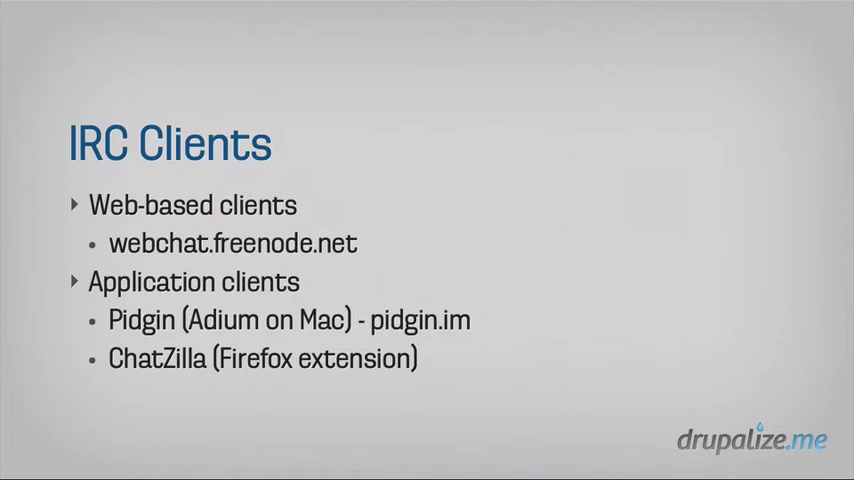 IRC Clients
Web-based clients
webchat.freenode.net
Application clients
Pidgin (Adium on Mac) - pidgin.im
ChatZilla (Firefox extension)
drupalize.me